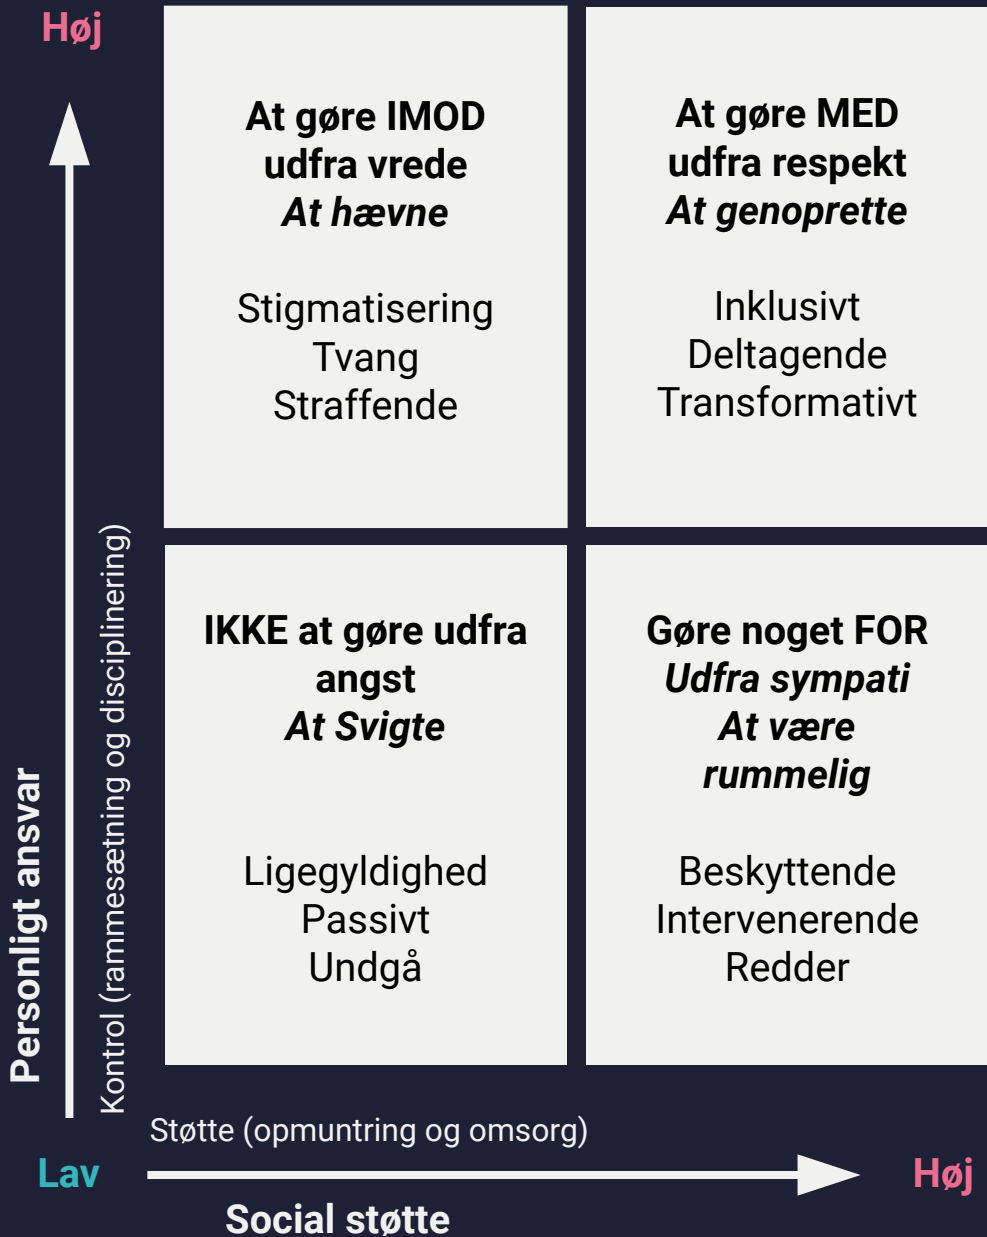 Høj
At gøre IMOD
udfra vrede
At hævne
Stigmatisering
Tvang
Straffende
At gøre MED
udfra respekt
At genoprette
Inklusivt
Deltagende
Transformativt
IKKE at gøre udfra
angst
At Svigte
Ligegyldighed
Passivt
Undgå
Gøre noget FOR
Udfra sympati
At være
rummelig
Beskyttende
Intervenerende
Redder
Personligt ansvar
Kontrol (rammesætning og disciplinering)
Støtte (opmuntring og omsorg)
Lav
Høj
Social støtte